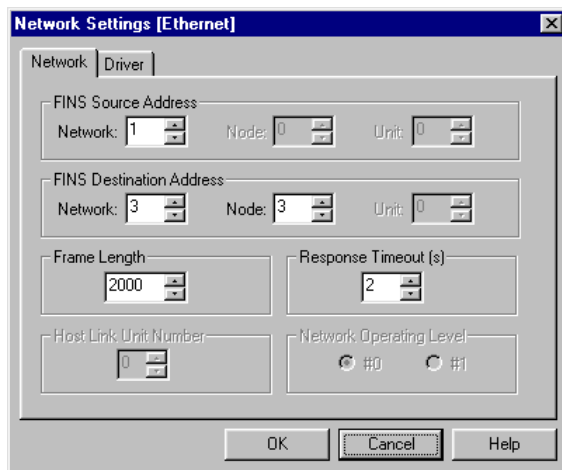 Network Settings [Ethernet]
Network Driver
FINS Source Address
Network: 1 Node: 0 Unit: 0
FINS Destination Address
Network: 3 Node: 3 Unit: 0
Frame Length Response Timeout (s)
2000 2
Host Link Unit Number Network Operating Level
0 #0 #1
OK Cancel Help